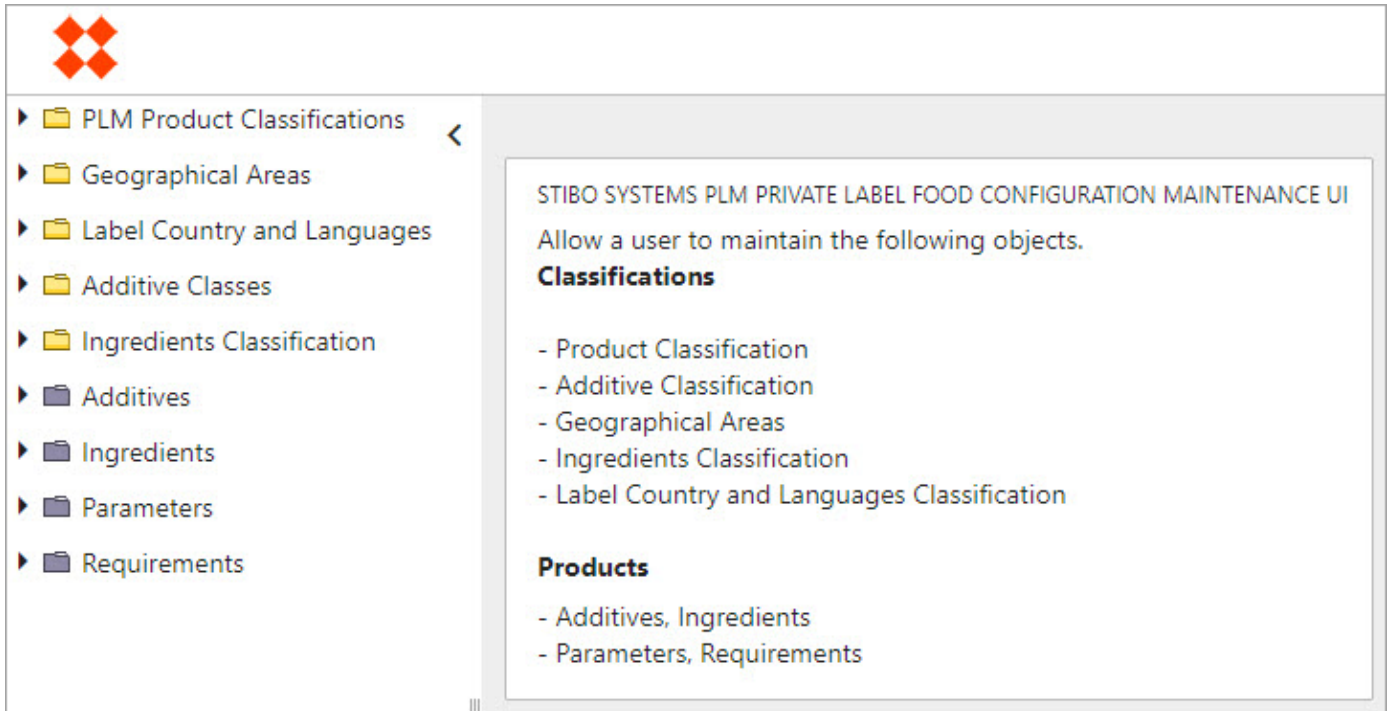 PLM Product Classifications
Geographical Areas
Label Country and Languages
Additive Classes
Ingredients Classification
Additives
Ingredients
Parameters
Requirements
STIBO SYSTEMS PLM PRIVATE LABEL FOOD CONFIGURATION MAINTENANCE UI
Allow a user to maintain the following objects.
Classifications
- Product Classification
- Additive Classification
- Geographical Areas
- Ingredients Classification
- Label Country and Languages Classification
Products
- Additives, Ingredients
- Parameters, Requirements